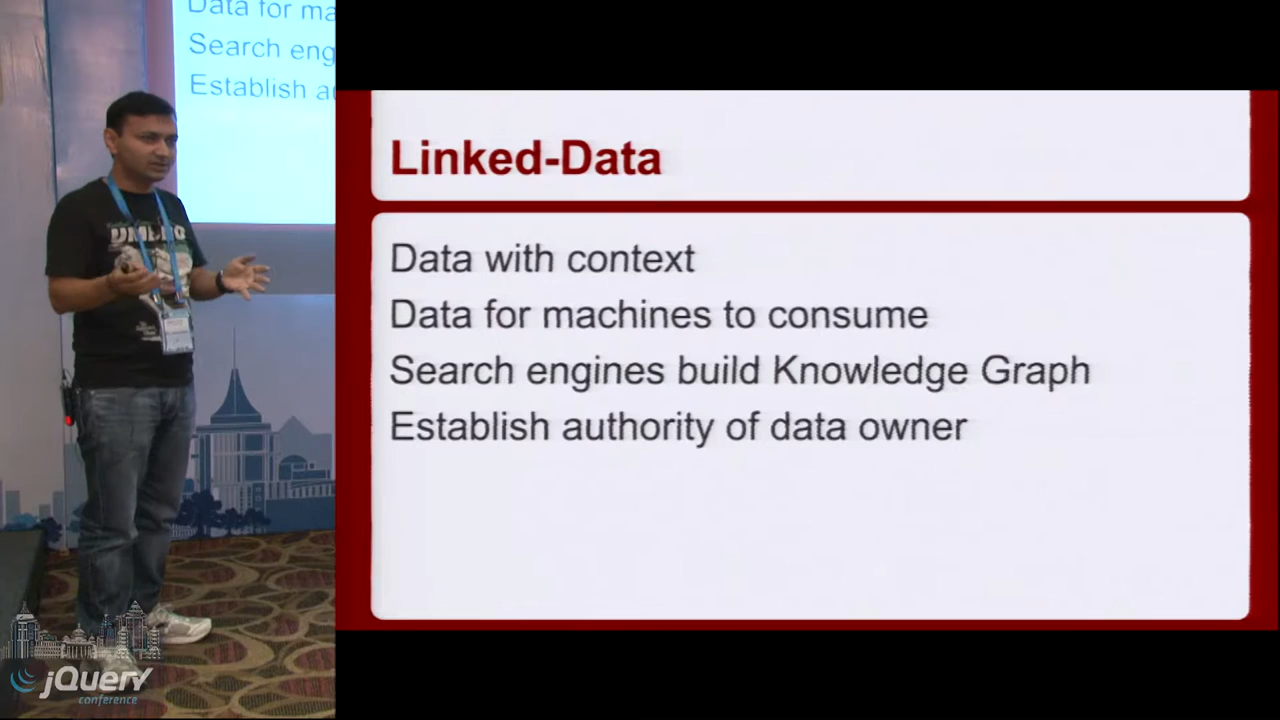 Data for ma
Search eng
Establish au
Linked-Data
Data with context
Data for machines to consume
Search engines build Knowledge Graph
Establish authority of data owner
jQuery
conference